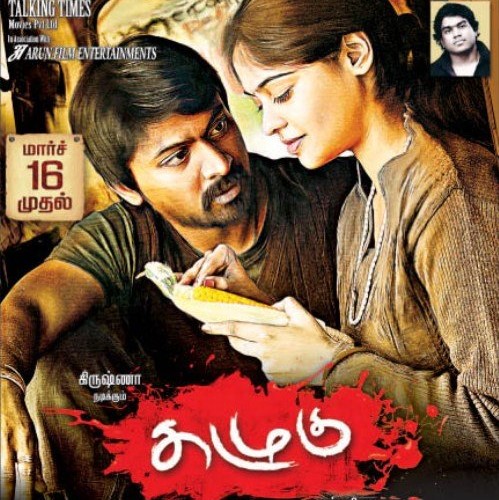 TALKING TIMES
Movies Pvt Ltd
In Association With
ARUN FILM ENTERTAINMENTS
மார்ச்
16
முதல்
கிருஷ்ணா
நடிக்கும்
கழுகு